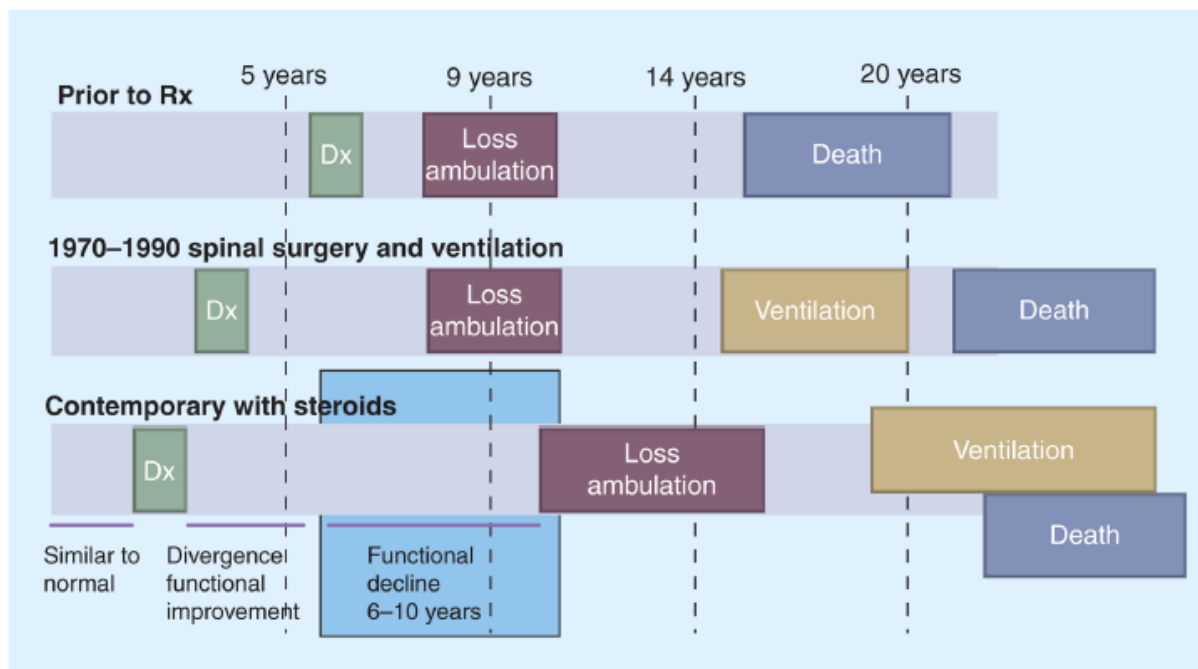 5 years
9 years
14 years
20 years
Prior to Rx
Dx
Loss
ambulation
Death
1970–1990 spinal surgery and ventilation
Dx
Loss
ambulation
Ventilation
Death
Contemporary with steroids
Dx
Loss
ambulation
Ventilation
Death
Similar to
normal
Divergence
functional
improvement
Functional
decline
6–10 years